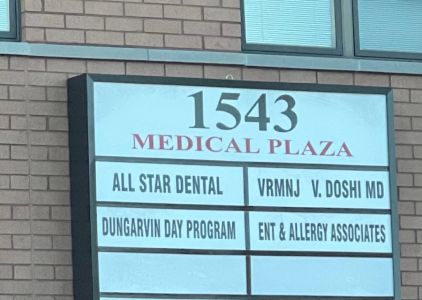 1543
MEDICAL PLAZA
ALL STAR DENTAL
VRMNJ V. DOSHI MD
DUNGARVIN DAY PROGRAM
ENT & ALLERGY ASSOCIATES